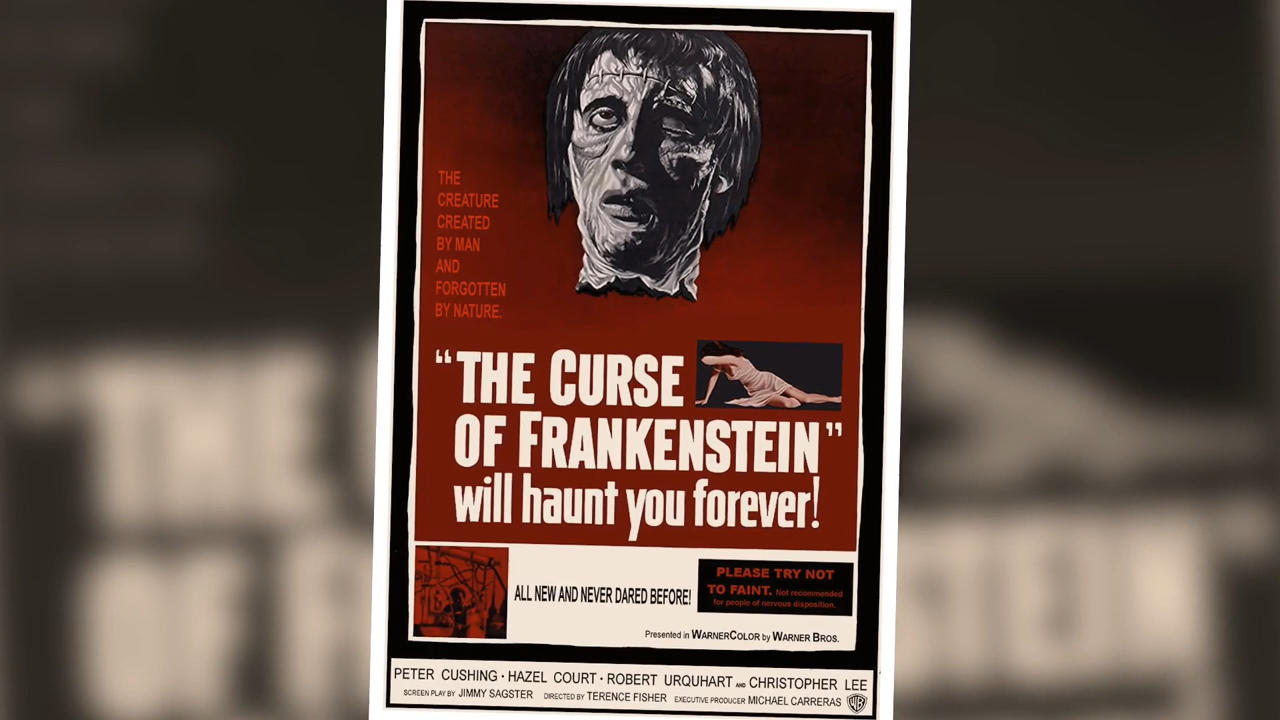 THE
CREATURE
CREATED
BY MAN
AND
FORGOTTEN
BY NATURE.
“THE CURSE
OF FRANKENSTEIN”
will haunt you forever!
ALL NEW AND NEVER DARED BEFORE!
PLEASE TRY NOT
TO FAINT. Not recommended
for people of nervous disposition.
Presented in WARNERCOLOR by WARNER BROS.
PETER CUSHING · HAZEL COURT · ROBERT URQUHART AND CHRISTOPHER LEE
SCREEN PLAY BY JIMMY SAGSTER DIRECTED BY TERENCE FISHER EXECUTIVE PRODUCER MICHAEL CARRERAS WB